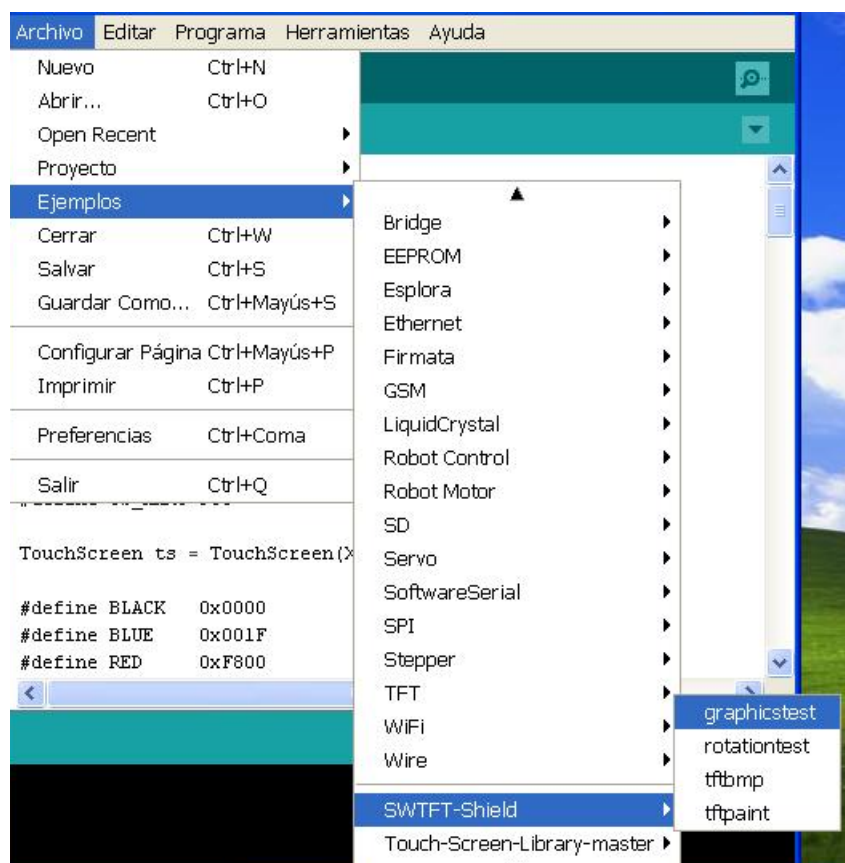 Archivo Editar Programa Herramientas Ayuda
Nuevo Ctrl+N
Abrir... Ctrl+O
Open Recent
Proyecto
Ejemplos
Cerrar Ctrl+W
Salvar Ctrl+S
Guardar Como... Ctrl+Mayús+S
Configurar Página Ctrl+Mayús+P
Imprimir Ctrl+P
Preferencias Ctrl+Coma
Salir Ctrl+Q
TouchScreen ts = TouchScreen(X
#define BLACK 0x0000
#define BLUE 0x001F
#define RED 0xF800
Bridge
EEPROM
Esplora
Ethernet
Firmata
GSM
LiquidCrystal
Robot Control
Robot Motor
SD
Servo
SoftwareSerial
SPI
Stepper
TFT
WiFi
Wire
SWTFT-Shield
Touch-Screen-Library-master
graphicstest
rotationtest
tftbmp
tftpaint